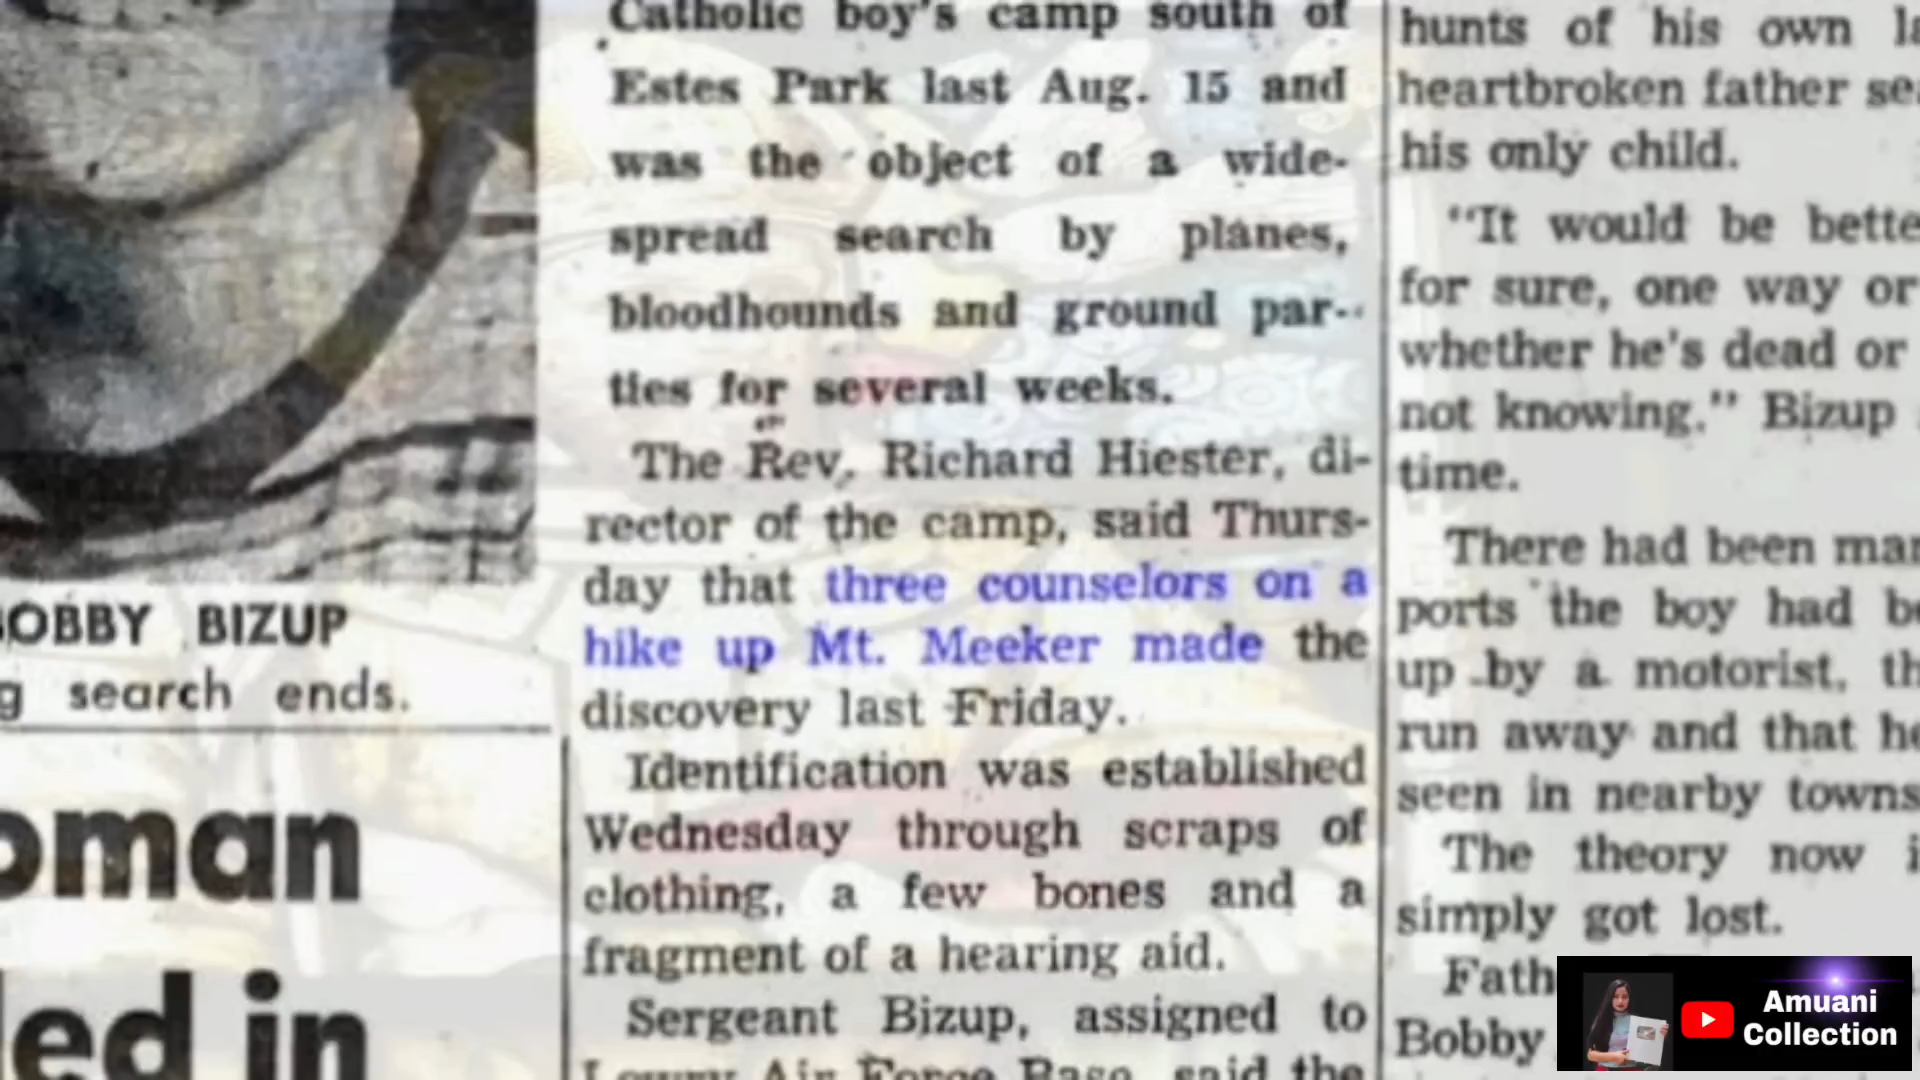 BOBBY BIZUP
search ends.
oman
led in
Catholic boy's camp south of
Estes Park last Aug. 15 and
was the object of a wide-
spread search by planes,
bloodhounds and ground par-
ties for several weeks.
The Rev. Richard Hiester, di-
rector of the camp, said Thurs-
day that three counselors on a
hike up Mt. Meeker made the
discovery last Friday.
Identification was established
Wednesday through scraps of
clothing, a few bones and a
fragment of a hearing aid.
Sergeant Bizup, assigned to
Lowry Air Force Base, said the
hunts of his own
heartbroken father
his only child.
"It would be bette
for sure, one way or
whether he's dead or
not knowing." Bizup
time.
There had been
ports the boy had
up by a motorist,
run away and that
seen in nearby towns
The theory now
simply got lost.
Fath
Bobby
Amuani
Collection